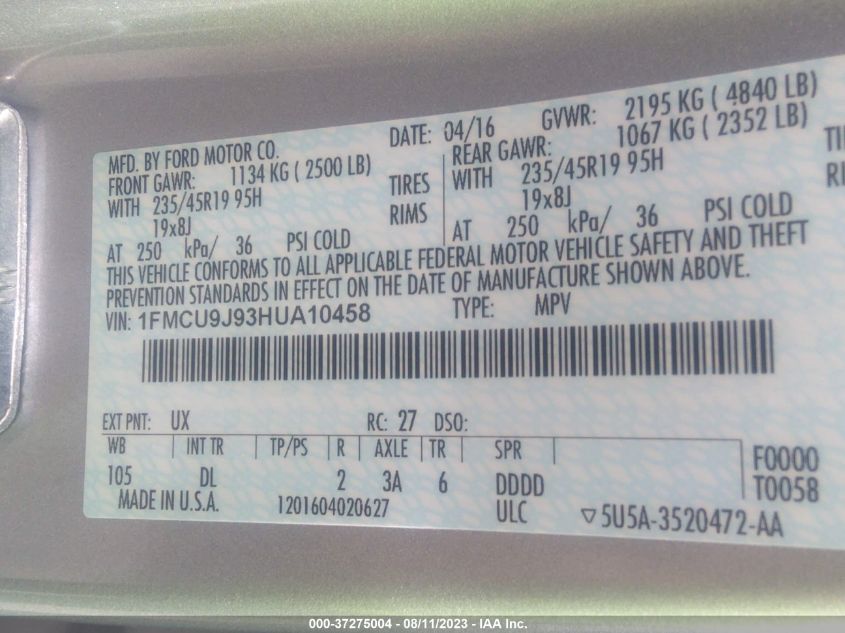 MFD. BY FORD MOTOR CO. DATE: 04/16 GVWR: 2195 KG ( 4840 LB)
FRONT GAWR: 1134 KG ( 2500 LB) REAR GAWR: 1067 KG ( 2352 LB)
WITH 235/45R19 95H TIRES WITH 235/45R19 95H TI
19x8J RIMS 19x8J RI
AT 250 kPa/ 36 PSI COLD AT 250 kPa/ 36 PSI COLD
THIS VEHICLE CONFORMS TO ALL APPLICABLE FEDERAL MOTOR VEHICLE SAFETY AND THEFT
PREVENTION STANDARDS IN EFFECT ON THE DATE OF MANUFACTURE SHOWN ABOVE.
VIN: 1FMCU9J93HUA10458 TYPE: MPV
EXT PNT: UX RC: 27 DSO:
WB INT TR TP/PS R AXLE TR SPR F0000
105 DL 2 3A 6 DDDD T0058
MADE IN U.S.A. 1201604020627 ULC ▽5U5A-3520472-AA
000-37275004 - 08/11/2023 - IAA Inc.